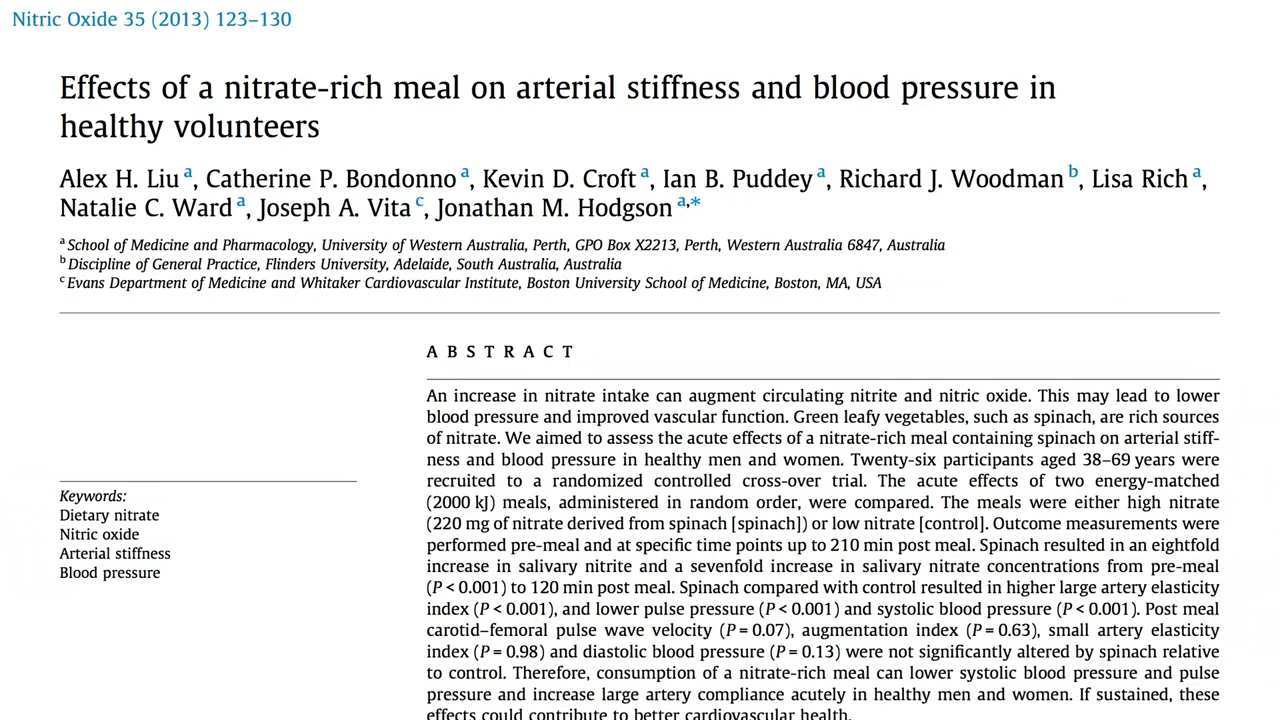 Nitric Oxide 35 (2013) 123–130
Effects of a nitrate-rich meal on arterial stiffness and blood pressure in
healthy volunteers
Alex H. Liu a, Catherine P. Bondonno a, Kevin D. Croft a, Ian B. Puddey a, Richard J. Woodman b, Lisa Rich a,
Natalie C. Ward a, Joseph A. Vita c, Jonathan M. Hodgson a,*
a School of Medicine and Pharmacology, University of Western Australia, Perth, GPO Box X2213, Perth, Western Australia 6847, Australia
b Discipline of General Practice, Flinders University, Adelaide, South Australia, Australia
c Evans Department of Medicine and Whitaker Cardiovascular Institute, Boston University School of Medicine, Boston, MA, USA
Keywords:
Dietary nitrate
Nitric oxide
Arterial stiffness
Blood pressure
A B S T R A C T
An increase in nitrate intake can augment circulating nitrite and nitric oxide. This may lead to lower
blood pressure and improved vascular function. Green leafy vegetables, such as spinach, are rich sources
of nitrate. We aimed to assess the acute effects of a nitrate-rich meal containing spinach on arterial stiff-
ness and blood pressure in healthy men and women. Twenty-six participants aged 38–69 years were
recruited to a randomized controlled cross-over trial. The acute effects of two energy-matched
(2000 kJ) meals, administered in random order, were compared. The meals were either high nitrate
(220 mg of nitrate derived from spinach [spinach]) or low nitrate [control]. Outcome measurements were
performed pre-meal and at specific time points up to 210 min post meal. Spinach resulted in an eightfold
increase in salivary nitrite and a sevenfold increase in salivary nitrate concentrations from pre-meal
(P < 0.001) to 120 min post meal. Spinach compared with control resulted in higher large artery elasticity
index (P < 0.001), and lower pulse pressure (P < 0.001) and systolic blood pressure (P < 0.001). Post meal
carotid–femoral pulse wave velocity (P = 0.07), augmentation index (P = 0.63), small artery elasticity
index (P = 0.98) and diastolic blood pressure (P = 0.13) were not significantly altered by spinach relative
to control. Therefore, consumption of a nitrate-rich meal can lower systolic blood pressure and pulse
pressure and increase large artery compliance acutely in healthy men and women. If sustained, these
effects could contribute to better cardiovascular health.